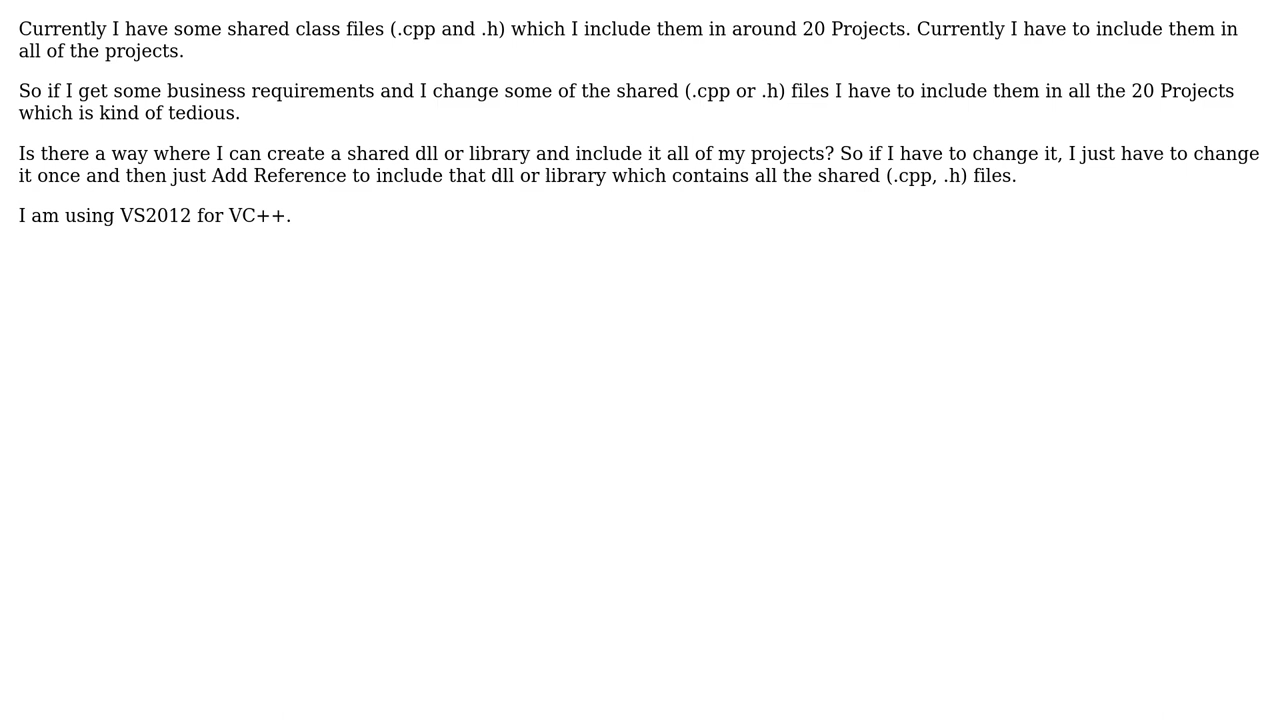 Currently I have some shared class files (.cpp and .h) which I include them in around 20 Projects. Currently I have to include them in
all of the projects.
So if I get some business requirements and I change some of the shared (.cpp or .h) files I have to include them in all the 20 Projects
which is kind of tedious.
Is there a way where I can create a shared dll or library and include it all of my projects? So if I have to change it, I just have to change
it once and then just Add Reference to include that dll or library which contains all the shared (.cpp, .h) files.
I am using VS2012 for VC++.